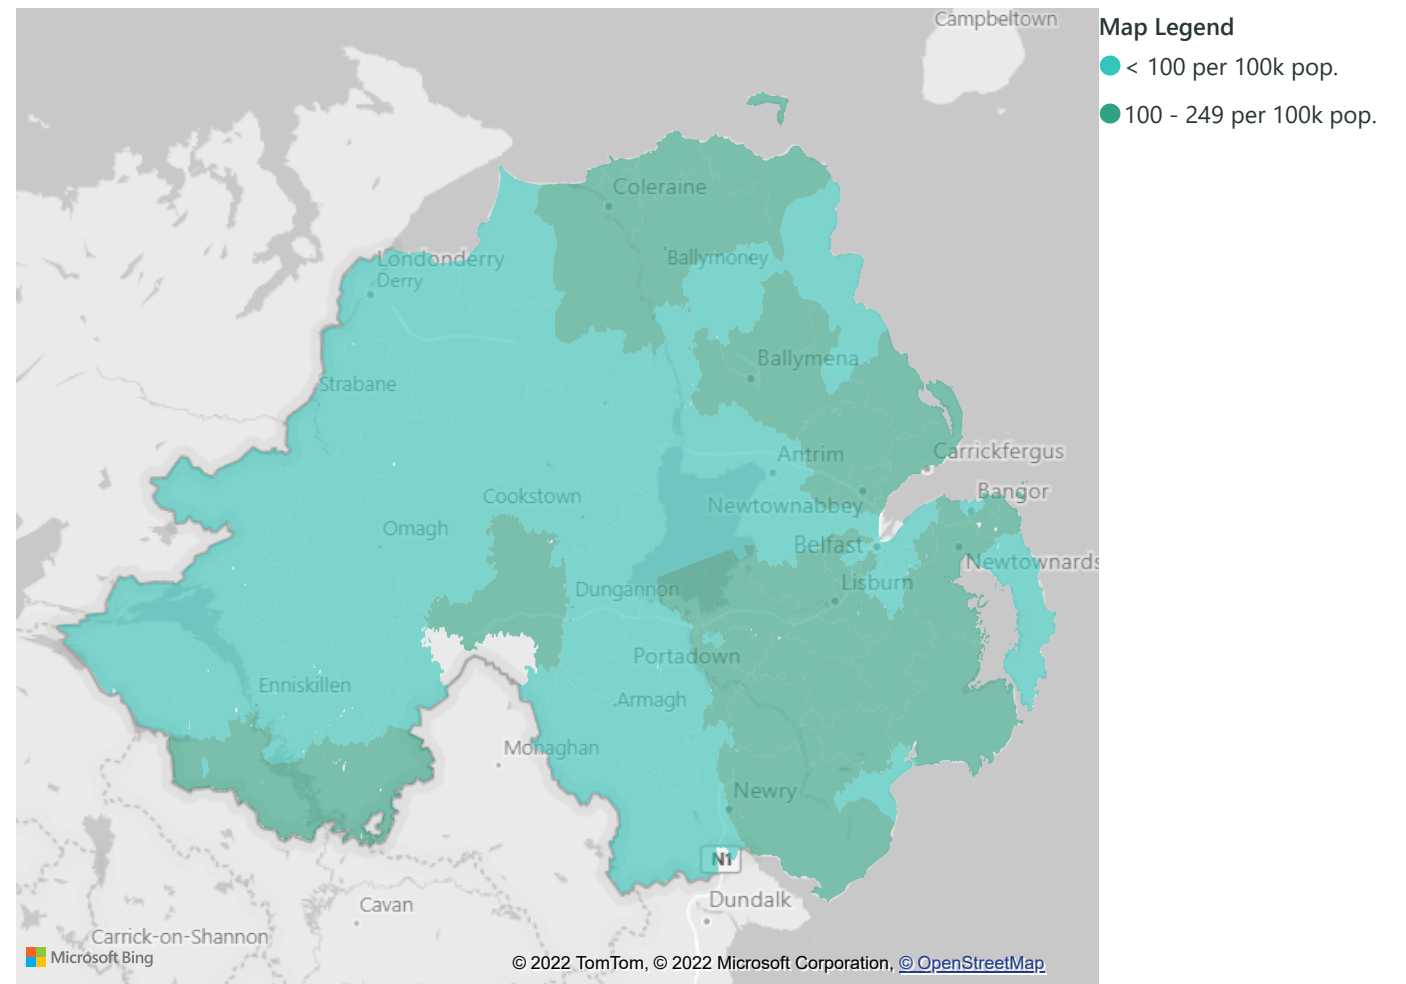 Campbeltown
Map Legend
< 100 per 100k pop.
100 - 249 per 100k pop.
Coleraine
Londonderry
Derry
Ballymoney
Ballymena
Strabane
Antrim
Carrickfergus
Cookstown
Bangor
Newtownabbey
Omagh
Belfast
Newtownards
Dungannon
Lisburn
Portadown
Enniskillen
Armagh
Monaghan
Newry
N1
Cavan
Dundalk
Carrick-on-Shannon
Microsoft Bing
© 2022 TomTom, © 2022 Microsoft Corporation, © OpenStreetMap